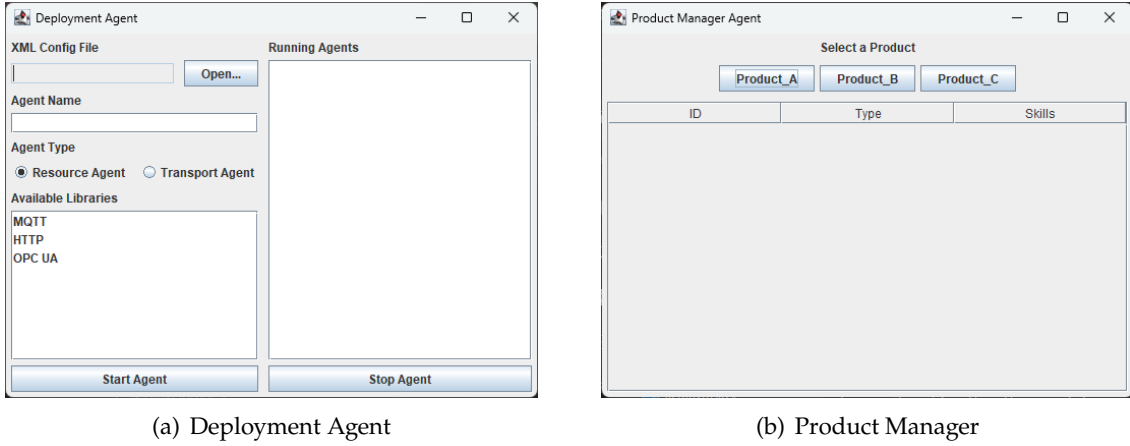 Deployment Agent
XML Config File
Open...
Agent Name
Agent Type
Resource Agent
Transport Agent
Available Libraries
MQTT
HTTP
OPC UA
Start Agent
Running Agents
Stop Agent
(a) Deployment Agent
Product Manager Agent
Select a Product
Product_A Product_B Product_C
ID Type Skills
(b) Product Manager